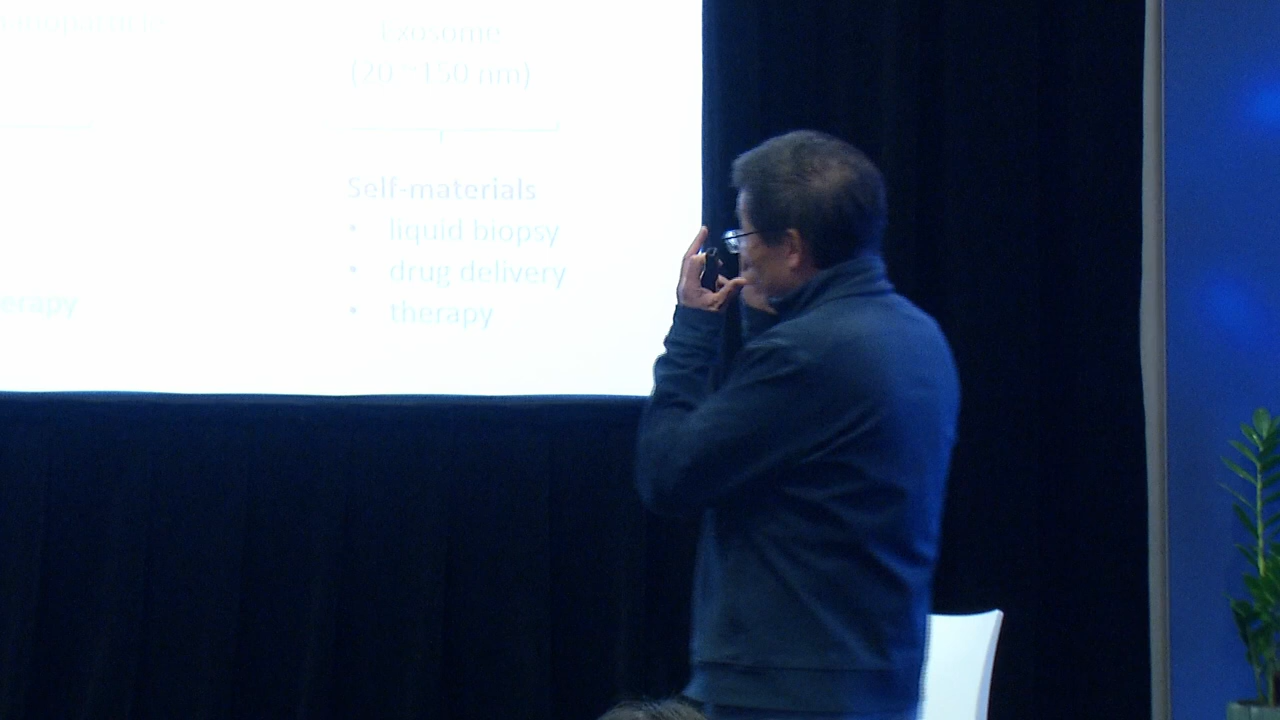 Exosome
(20~150 nm)
Self-materials
• liquid biopsy
• drug delivery
• therapy